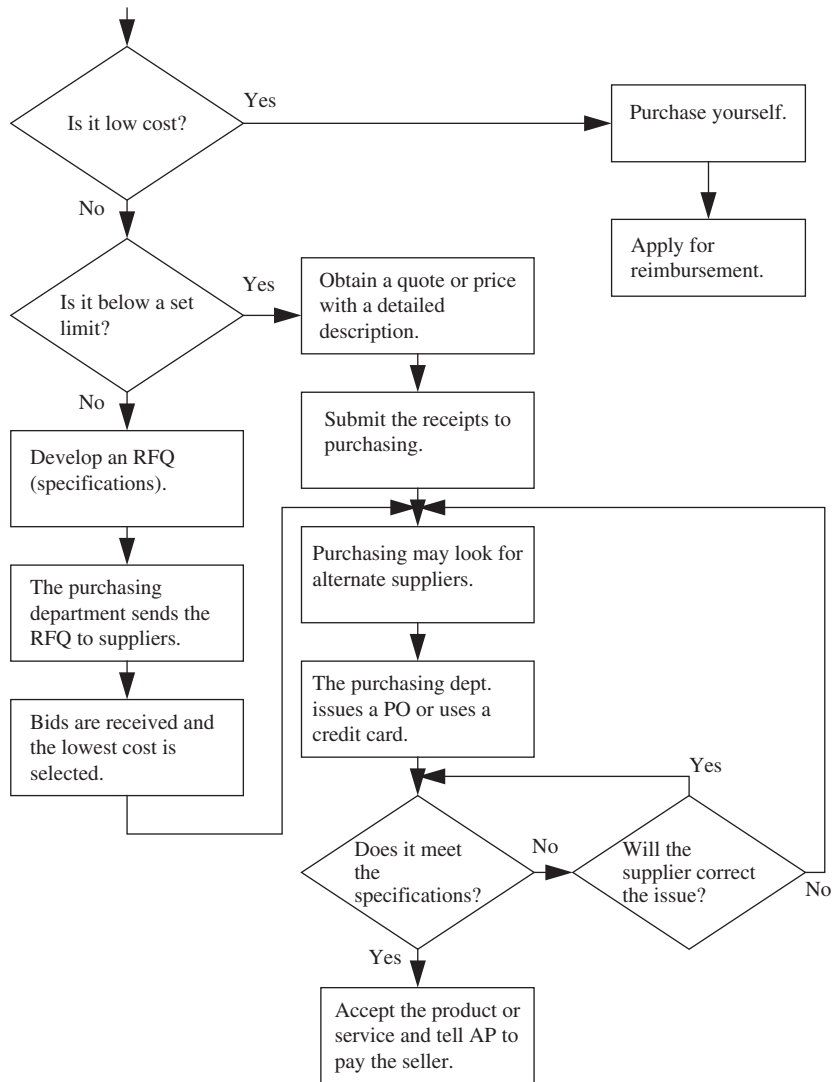 Is it low cost?
Yes
Purchase yourself.
Apply for
reimbursement.
No
Is it below a set
limit?
Yes
Obtain a quote or price
with a detailed
description.
Submit the receipts to
purchasing.
No
Develop an RFQ
(specifications).
The purchasing
department sends the
RFQ to suppliers.
Bids are received and
the lowest cost is
selected.
Purchasing may look for
alternate suppliers.
The purchasing dept.
issues a PO or uses a
credit card.
Does it meet
the
specifications?
No
Will the
supplier correct
the issue?
Yes
No
Yes
Accept the product or
service and tell AP to
pay the seller.